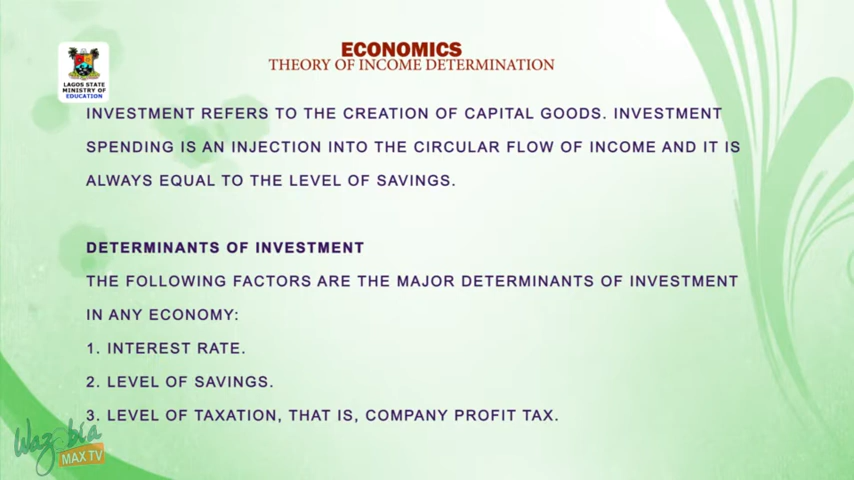 ECONOMICS
THEORY OF INCOME DETERMINATION
LAGOS STATE
MINISTRY OF
EDUCATION
INVESTMENT REFERS TO THE CREATION OF CAPITAL GOODS. INVESTMENT
SPENDING IS AN INJECTION INTO THE CIRCULAR FLOW OF INCOME AND IT IS
ALWAYS EQUAL TO THE LEVEL OF SAVINGS.
DETERMINANTS OF INVESTMENT
THE FOLLOWING FACTORS ARE THE MAJOR DETERMINANTS OF INVESTMENT
IN ANY ECONOMY:
1. INTEREST RATE.
2. LEVEL OF SAVINGS.
3. LEVEL OF TAXATION, THAT IS, COMPANY PROFIT TAX.
Wazobia
MAX TV